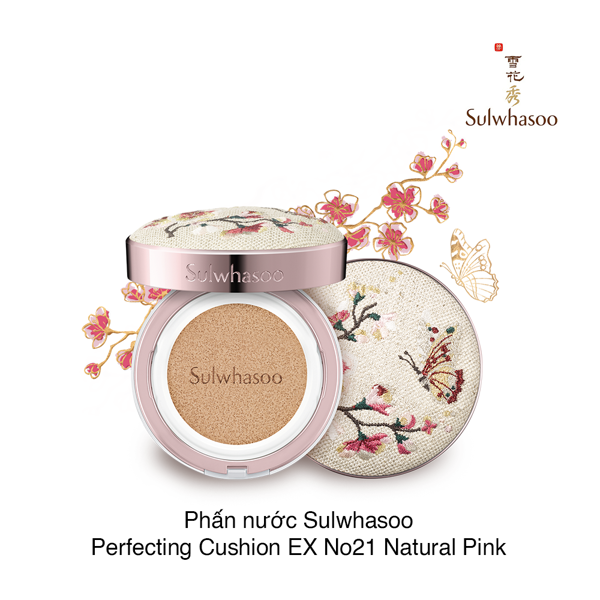 雪
花
秀
Sulwhasoo
Sulwhasoo
Sulwhasoo
Phấn nước Sulwhasoo
Perfecting Cushion EX No21 Natural Pink